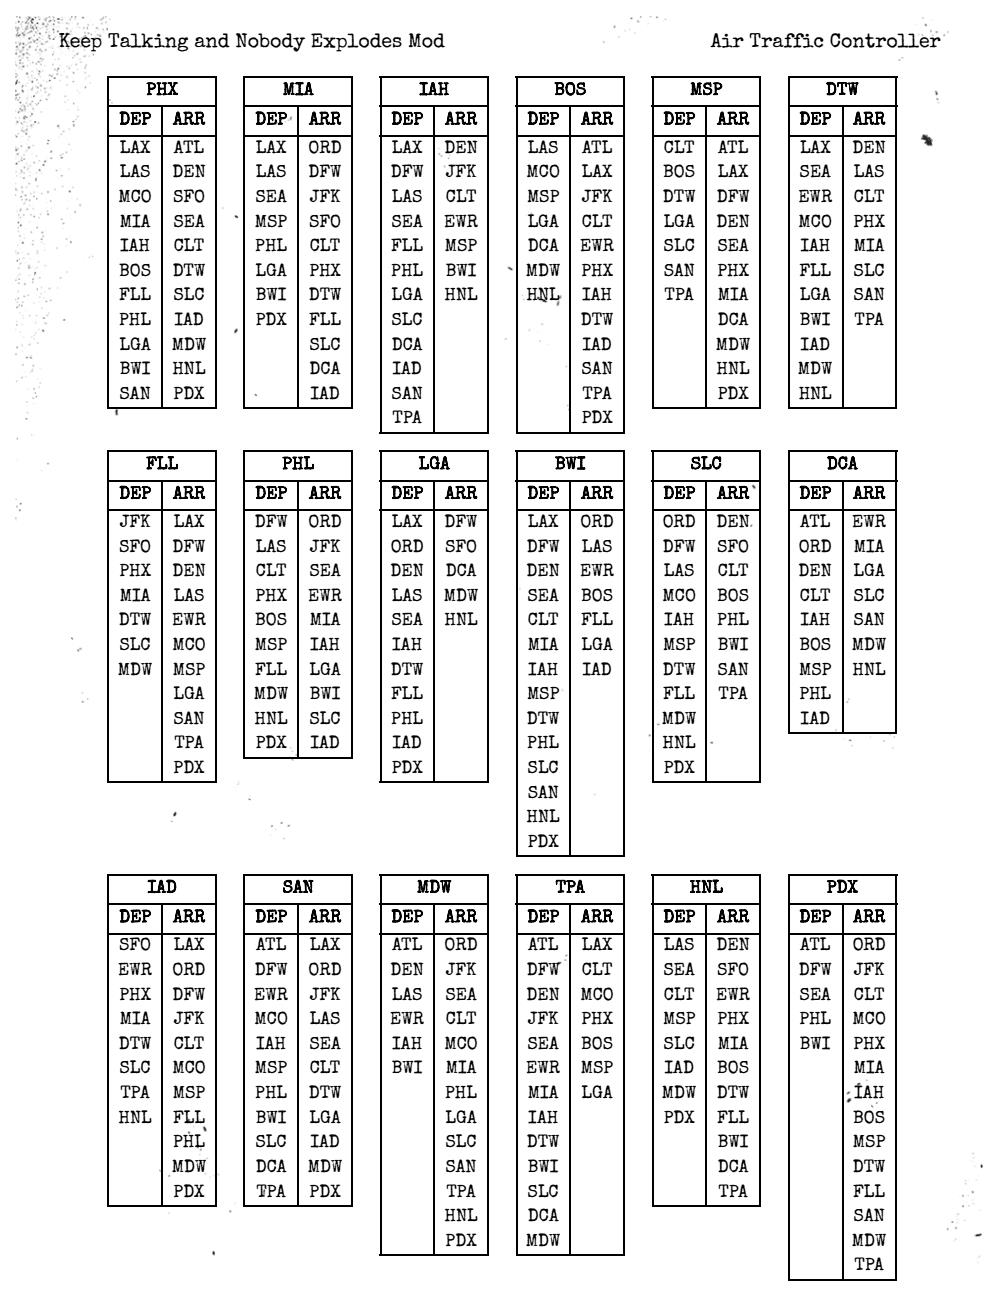 Keep Talking and Nobody Explodes Mod Air Traffic Controller
PHX MIA IAH BOS MSP DTW
DEP ARR DEP ARR DEP ARR DEP ARR DEP ARR DEP ARR
LAX ATL LAX ORD LAX DEN LAS ATL CLT ATL LAX DEN
LAS DEN LAS DFW DFW JFK MCO LAX BOS LAX SEA LAS
MCO SFO SEA JFK LAS CLT MSP JFK DTW DFW EWR CLT
MIA SEA MSP SFO SEA EWR LGA CLT LGA DEN MCO PHX
IAH CLT PHL CLT FLL MSP DCA EWR SLC SEA IAH MIA
BOS DTW LGA PHX PHL BWI MDW PHX SAN PHX FLL SLC
FLL SLC BWI DTW LGA HNL HNL IAH TPA MIA LGA SAN
PHL IAD PDX FLL SLC DTW DCA BWI TPA
LGA MDW SLC DCA IAD MDW IAD
BWI HNL DCA IAD SAN HNL MDW
SAN PDX IAD SAN TPA PDX HNL
TPA PDX
FLL PHL LGA BWI SLC DCA
DEP ARR DEP ARR DEP ARR DEP ARR DEP ARR DEP ARR
JFK LAX DFW ORD LAX DFW LAX ORD ORD DEN ATL EWR
SFO DFW LAS JFK ORD SFO DFW LAS DFW SFO ORD MIA
PHX DEN CLT SEA DEN DCA DEN EWR LAS CLT DEN LGA
MIA LAS PHX EWR LAS MDW SEA BOS MCO BOS CLT SLC
DTW EWR BOS MIA SEA HNL CLT FLL IAH PHL IAH SAN
SLC MCO MSP IAH IAH MIA LGA MSP BWI BOS MDW
MDW MSP FLL LGA DTW IAH IAD DTW SAN MSP HNL
LGA MDW BWI FLL MSP FLL TPA PHL
SAN HNL SLC PHL DTW MDW IAD
TPA PDX IAD IAD PHL HNL
PDX PDX SLC PDX
SAN
HNL
PDX
IAD SAN MDW TPA HNL PDX
DEP ARR DEP ARR DEP ARR DEP ARR DEP ARR DEP ARR
SFO LAX ATL LAX ATL ORD ATL LAX LAS DEN ATL ORD
EWR ORD DFW ORD DEN JFK DFW CLT SEA SFO DFW JFK
PHX DFW EWR JFK LAS SEA DEN MCO CLT EWR SEA CLT
MIA JFK MCO LAS EWR CLT JFK PHX MSP PHX PHL MCO
DTW CLT IAH SEA IAH MCO SEA BOS SLC MIA BWI PHX
SLC MCO MSP CLT BWI MIA EWR MSP IAD BOS MIA
TPA MSP PHL DTW PHL MIA LGA MDW DTW IAH
HNL FLL BWI LGA LGA IAH PDX FLL BOS
PHL SLC IAD SLC DTW BWI MSP
MDW DCA MDW SAN BWI DCA DTW
PDX TPA PDX TPA SLC TPA FLL
HNL DCA SAN
PDX MDW MDW
TPA